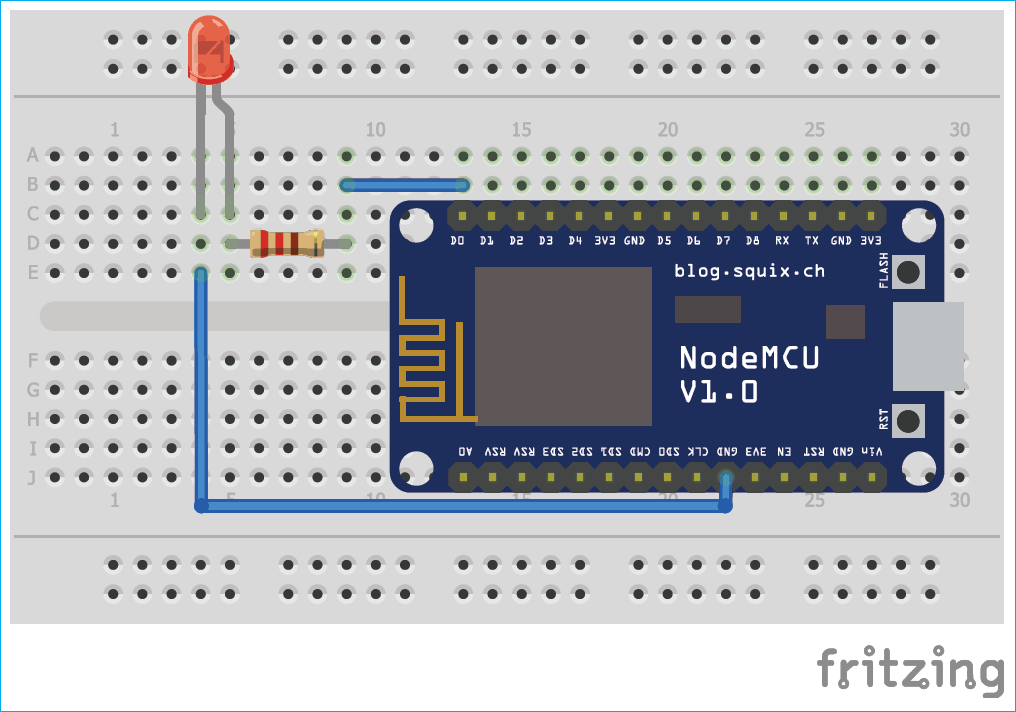 1 5 10 15 20 25 30
A
B
C
D0 D1 D2 D3 D4 3V3 GND D5 D6 D7 D8 RX TX GND 3V3
D
blog.squix.ch
FLASH
E
NodeMCU
V1.0
F
G
H
RST
I
A0 RSV RSV SD3 SD2 SD1 CMD SD0 CLK GND 3V3 EN RST GND Vin
J
1 5 10 15 20 25 30
fritzing